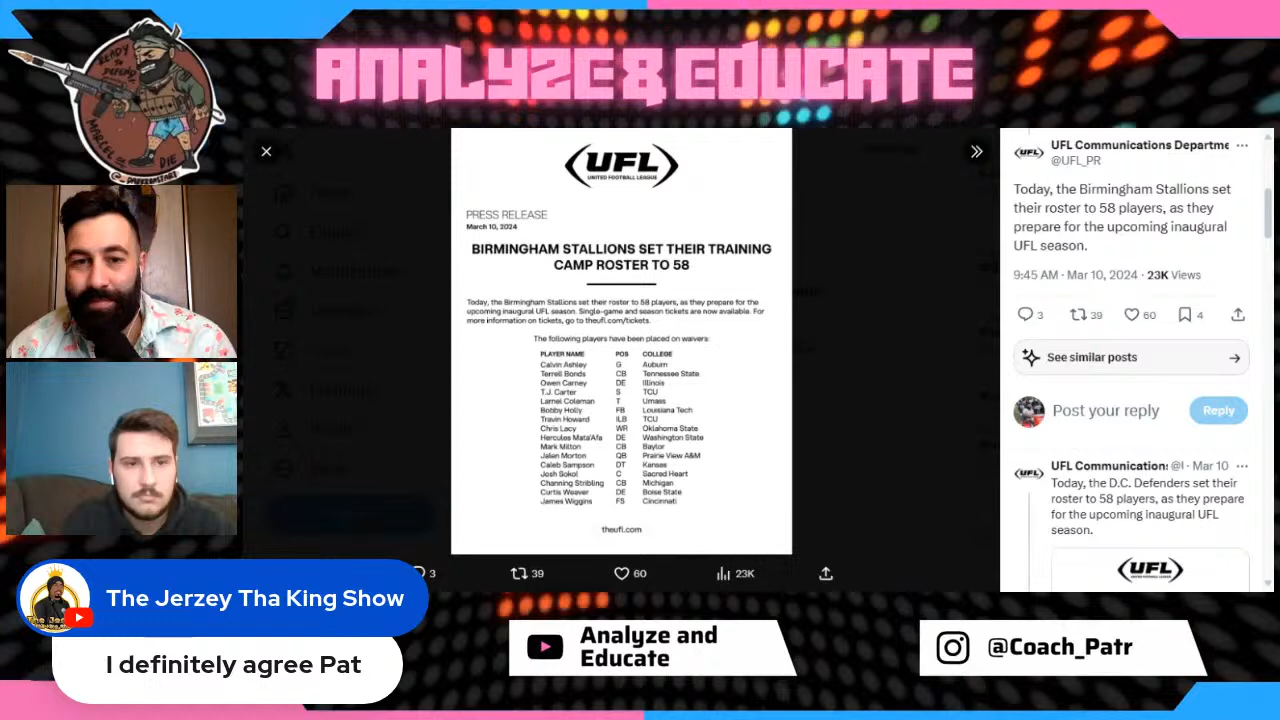 ANALYZE & EDUCATE
READY
TO
DEFEND
MARCEL OR
DIE
UFL
UNITED FOOTBALL LEAGUE
PRESS RELEASE
March 10, 2024
BIRMINGHAM STALLIONS SET THEIR TRAINING
CAMP ROSTER TO 58
Today, the Birmingham Stallions set their roster to 58 players, as they prepare for the
upcoming inaugural UFL season. Single-game and season tickets are now available. For
more information on tickets, go to theufl.com/tickets.
The following players have been placed on waivers:
PLAYER NAME POS COLLEGE
Calvin Ashley G Auburn
Terrell Bonds CB Tennessee State
Owen Carney DE Illinois
T.J. Carter S TCU
Larnel Coleman T Umass
Bobby Holly FB Louisiana Tech
Travin Howard ILB TCU
Chris Lacy WR Oklahoma State
Hercules Mata'Afa DE Washington State
Mark Milton CB Baylor
Jalen Morton QB Prairie View A&M
Caleb Sampson DT Kansas
Josh Sokol C Sacred Heart
Channing Stribling CB Michigan
Curtis Weaver DE Boise State
James Wiggins FS Cincinnati
theufl.com
3 39 60 23K
UFL Communications Departme ...
@UFL_PR
Today, the Birmingham Stallions set
their roster to 58 players, as they
prepare for the upcoming inaugural
UFL season.
9:45 AM · Mar 10, 2024 · 23K Views
3 39 60 4
See similar posts
Post your reply Reply
UFL Communication: @l · Mar 10 ...
Today, the D.C. Defenders set their
roster to 58 players, as they prepare
for the upcoming inaugural UFL
season.
UFL
The Jerzey Tha King Show
I definitely agree Pat
Analyze and
Educate
@Coach_Patr